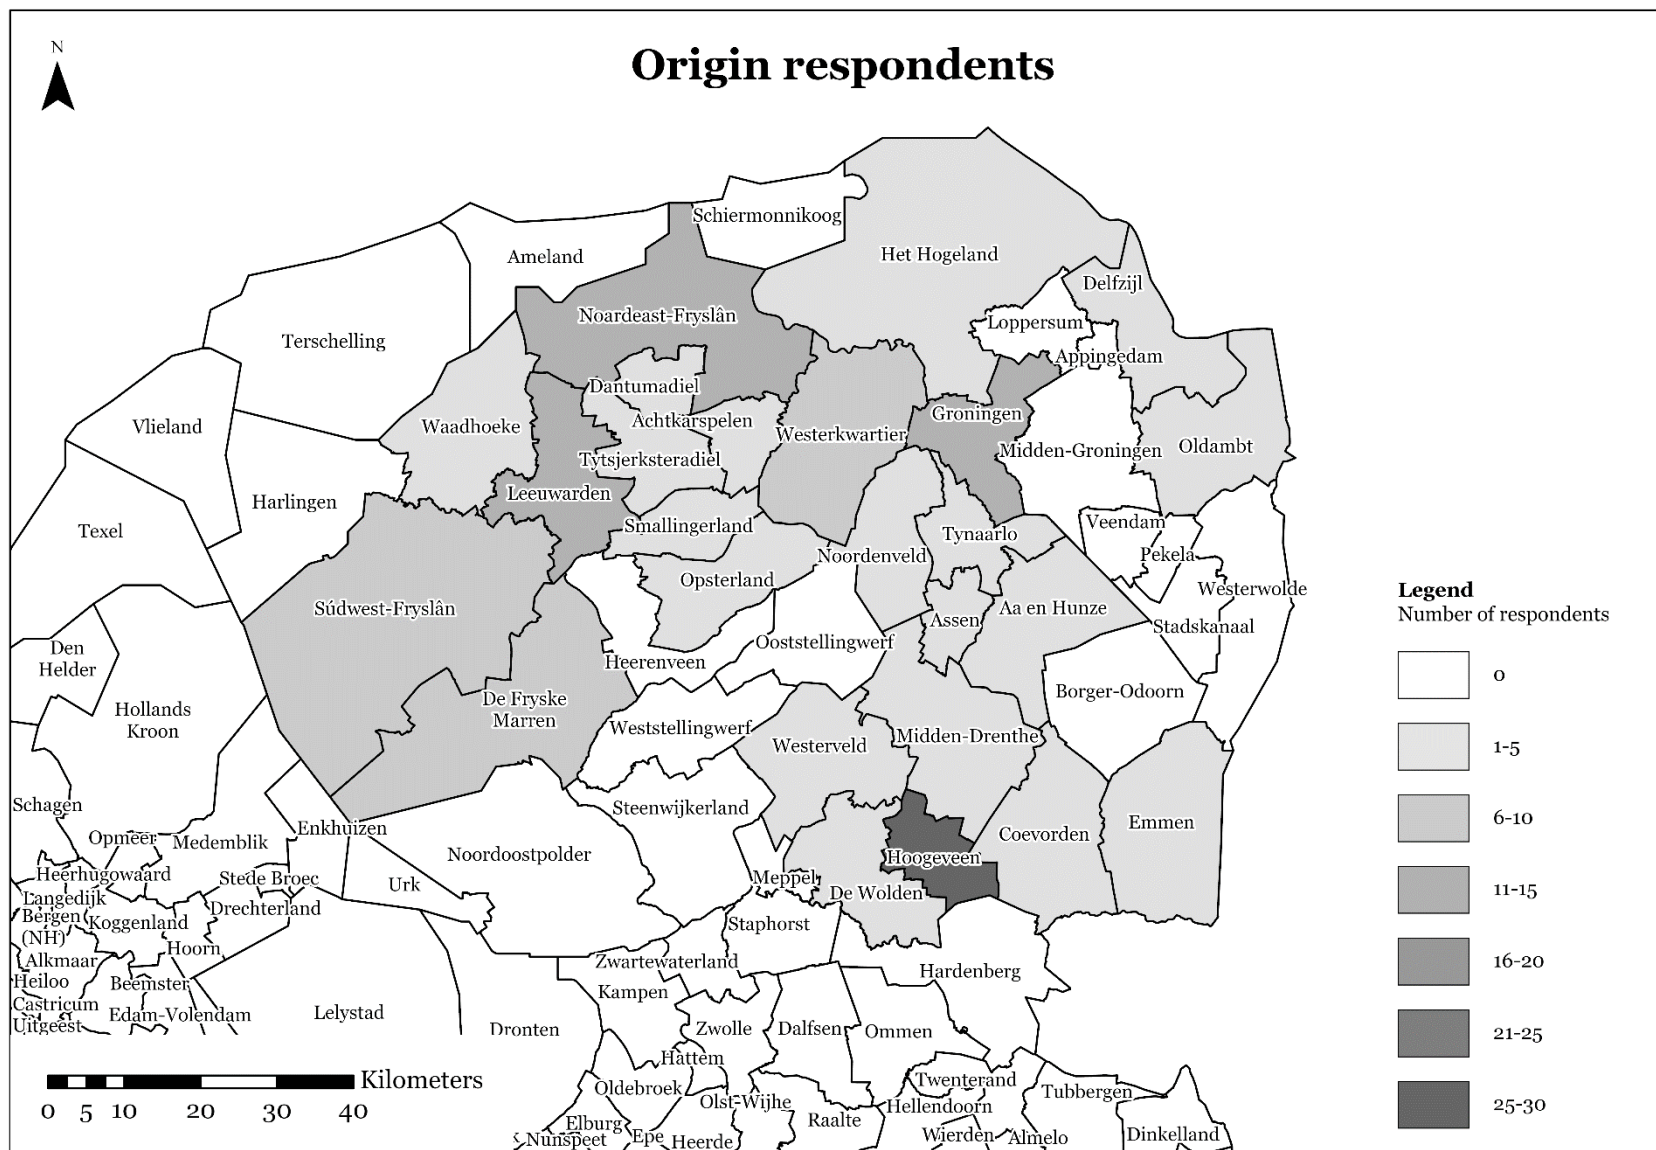 N
Origin respondents
Schiermonnikoog
Ameland
Het Hogeland
Delfzijl
Noardeast-Fryslân
Loppersum
Terschelling
Appingedam
Dantumadiel
Groningen
Achtkarspelen
Vlieland
Waadhoeke
Westerkwartier
Oldambt
Midden-Groningen
Tytsjerksteradiel
Leeuwarden
Harlingen
Veendam
Smallingerland
Texel
Tynaarlo
Noordenveld
Pekela
Opsterland
Westerwolde
Súdwest-Fryslân
Aa en Hunze
Assen
Stadskanaal
Ooststellingwerf
Den
Helder
Heerenveen
Borger-Odoorn
De Fryske
Marren
Hollands
Kroon
Weststellingwerf
Midden-Drenthe
Westerveld
Schagen
Steenwijkerland
Emmen
Enkhuizen
Coevorden
Opmeer
Medemblik
Noordoostpolder
Hoogeveen
Heerhugowaard
Stede Broec
Urk
Meppel
De Wolden
Langedijk
Drechterland
Bergen
(NH)
Koggenland
Staphorst
Hoorn
Alkmaar
Zwartewaterland
Hardenberg
Heiloo
Beemster
Kampen
Castricum
Edam-Volendam
Lelystad
Uitgeest
Dronten
Zwolle
Dalfsen
Ommen
Hattem
Oldebroek
Twenterand
Tubbergen
Olst-Wijhe
Hellendoorn
Raalte
Elburg
Nunspeet
Epe
Heerde
Wierden
Almelo
Dinkelland
Kilometers
0 5 10 20 30 40
Legend
Number of respondents
0
1-5
6-10
11-15
16-20
21-25
25-30